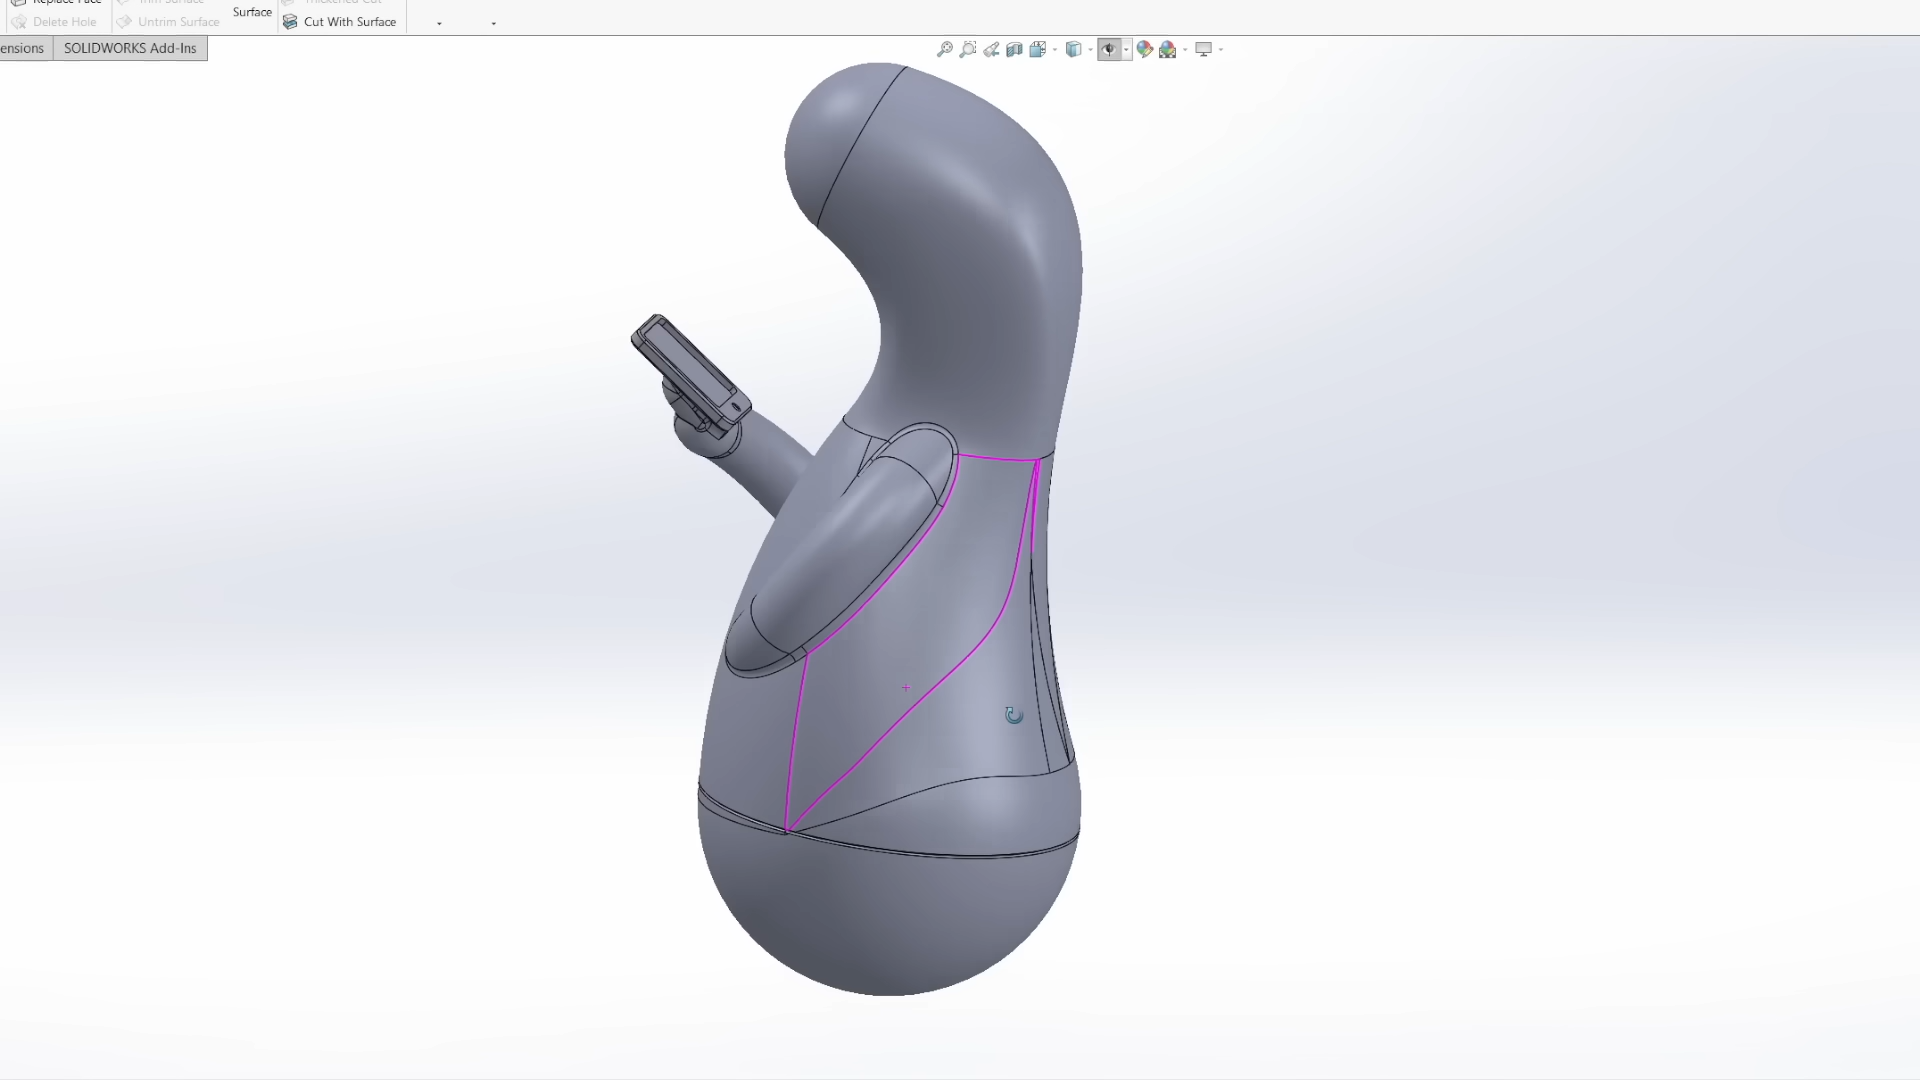 Replace Face
Trim Surface
Thickened Cut
Delete Hole
Untrim Surface
Surface
Cut With Surface
ensions
SOLIDWORKS Add-Ins